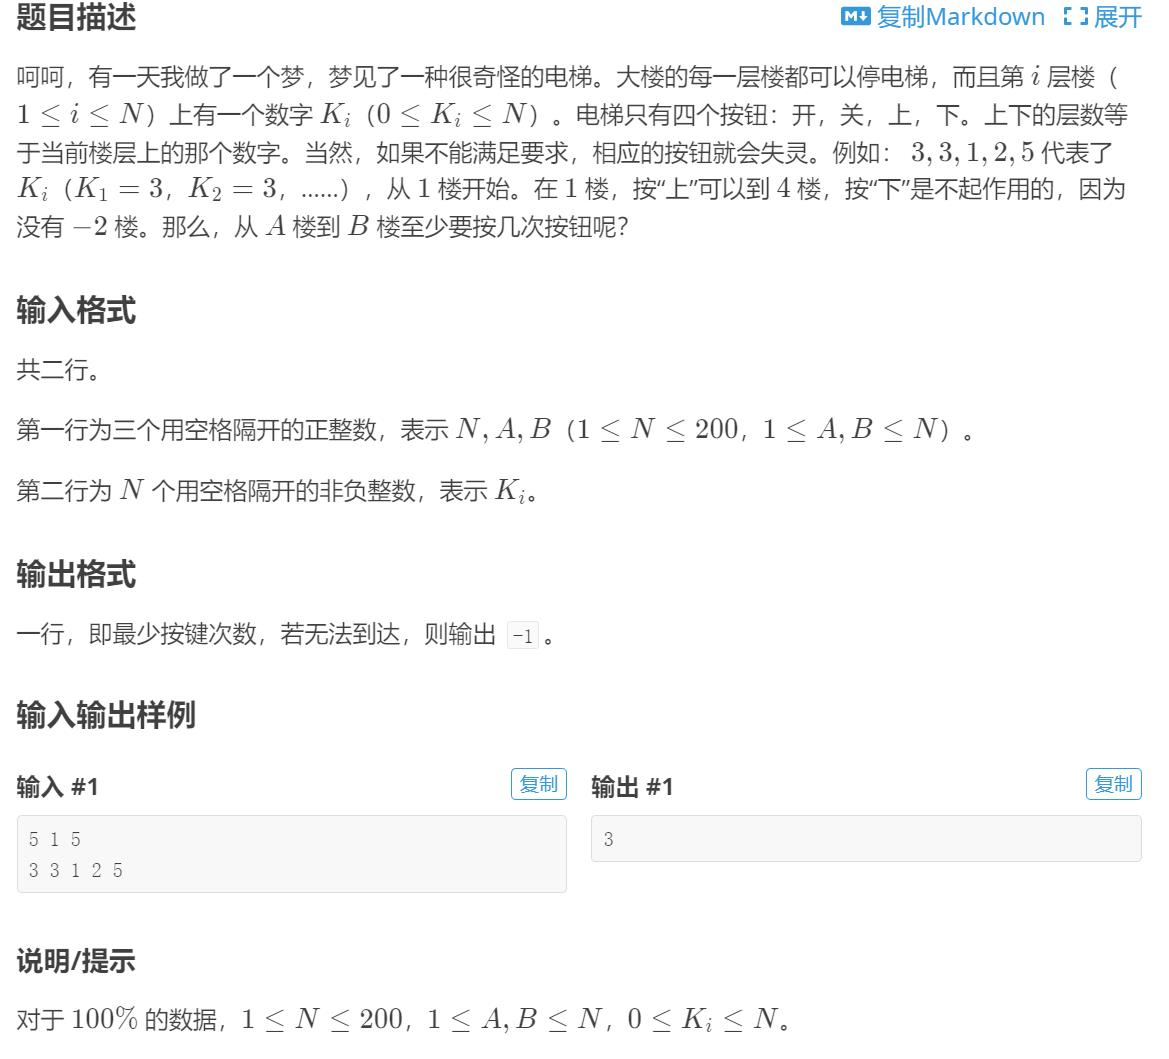 题目描述 复制Markdown 展开
呵呵，有一天我做了一个梦，梦见了一种很奇怪的电梯。大楼的每一层楼都可以停电梯，而且第 i 层楼（
1 ≤ i ≤ N）上有一个数字 K_i（0 ≤ K_i ≤ N）。电梯只有四个按钮：开，关，上，下。上下的层数等
于当前楼层上的那个数字。当然，如果不能满足要求，相应的按钮就会失灵。例如： 3, 3, 1, 2, 5 代表了
K_i（K_1 = 3，K_2 = 3，……），从 1 楼开始。在 1 楼，按“上”可以到 4 楼，按“下”是不起作用的，因为
没有 −2 楼。那么，从 A 楼到 B 楼至少要按几次按钮呢？
输入格式
共二行。
第一行为三个用空格隔开的正整数，表示 N, A, B（1 ≤ N ≤ 200，1 ≤ A, B ≤ N）。
第二行为 N 个用空格隔开的非负整数，表示 K_i。
输出格式
一行，即最少按键次数，若无法到达，则输出 -1 。
输入输出样例
输入 #1 复制 输出 #1 复制
5 1 5
3 3 1 2 5
3
说明/提示
对于 100% 的数据，1 ≤ N ≤ 200，1 ≤ A, B ≤ N，0 ≤ K_i ≤ N。